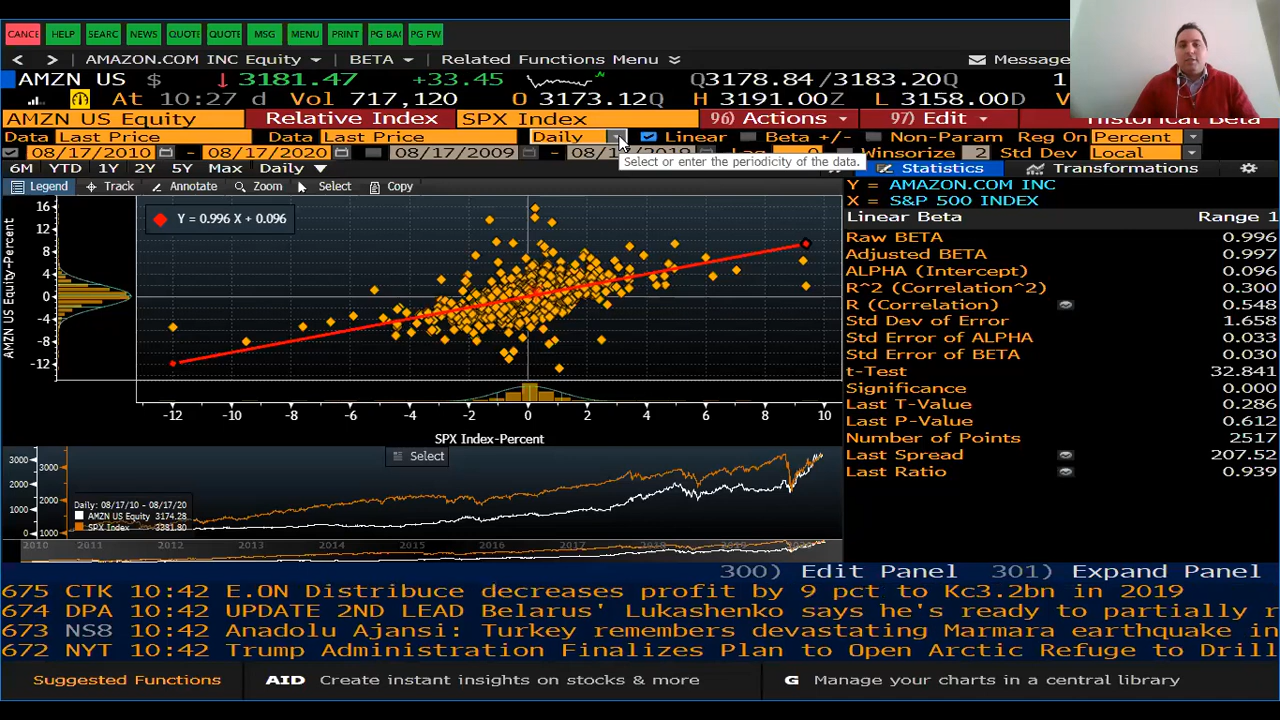 CANCE HELP SEARC NEWS QUOTE QUOTE MSG MENU PRINT PG BAC PG FW
< > AMAZON.COM INC Equity BETA Related Functions Menu Message
AMZN US $ 3181.47 +33.45 Q3178.84/3183.20Q 1
At 10:27 d Vol 717,120 O 3173.12Q H 3191.00Z L 3158.00D
AMZN US Equity Relative Index SPX Index 96) Actions 97) Edit Historical Beta
Data Last Price Data Last Price Daily Linear Beta +/- Non-Param Reg On Percent
08/17/2010 - 08/17/2020 08/17/2009 - 08/17/2019 Lag 0 Winsorize 2 Std Dev Local
Select or enter the periodicity of the data.
6M YTD 1Y 2Y 5Y Max Daily Statistics Transformations
Legend Track Annotate Zoom Select Copy
Y = 0.996 X + 0.096
AMZN US Equity-Percent
16
12
8
4
0
-4
-8
-12
-12 -10 -8 -6 -4 -2 0 2 4 6 8 10
SPX Index-Percent
Y = AMAZON.COM INC
X = S&P 500 INDEX
Linear Beta Range 1
Raw BETA 0.996
Adjusted BETA 0.997
ALPHA (Intercept) 0.096
R^2 (Correlation^2) 0.300
R (Correlation) 0.548
Std Dev of Error 1.658
Std Error of ALPHA 0.033
Std Error of BETA 0.030
t-Test 32.841
Significance 0.000
Last T-Value 0.286
Last P-Value 0.612
Number of Points 2517
Last Spread 207.52
Last Ratio 0.939
Select
3000 3000
2000 2000
1000
0 1000
Daily: 08/17/10 - 08/17/20
AMZN US Equity 3174.28
SPX Index 3381.80
2010 2011 2012 2013 2014 2015 2016 2017 2018 2019
300) Edit Panel 301) Expand Panel
675 CTK 10:42 E.ON Distribuce decreases profit by 9 pct to Kc3.2bn in 2019
674 DPA 10:42 UPDATE 2ND LEAD Belarus' Lukashenko says he's ready to partially r
673 NS8 10:42 Anadolu Ajansi: Turkey remembers devastating Marmara earthquake in
672 NYT 10:42 Trump Administration Finalizes Plan to Open Arctic Refuge to Drill
Suggested Functions AID Create instant insights on stocks & more G Manage your charts in a central library